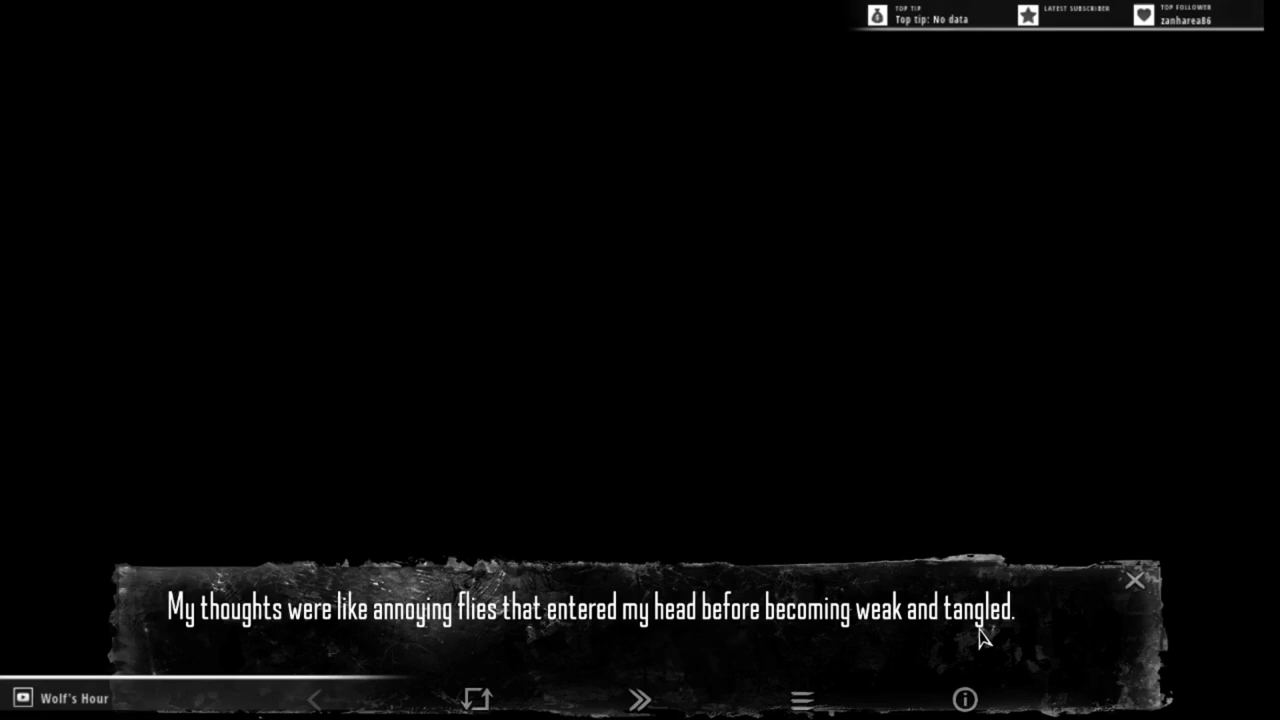 TOP TIP
Top tip: No data
LATEST SUBSCRIBER
TOP FOLLOWER
zanharea86
My thoughts were like annoying flies that entered my head before becoming weak and tangled.
Wolf's Hour